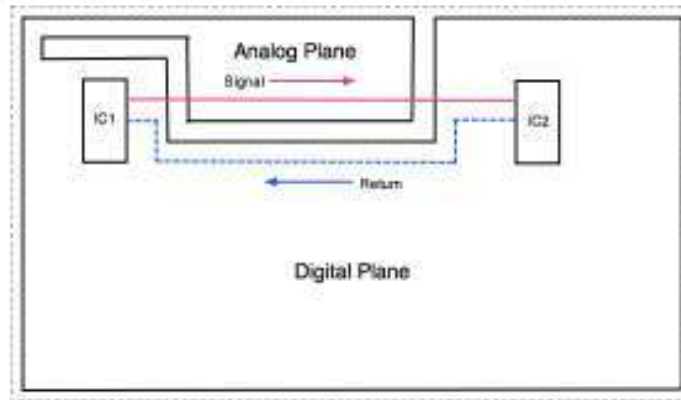 Analog Plane
Signal
IC1
IC2
Return
Digital Plane